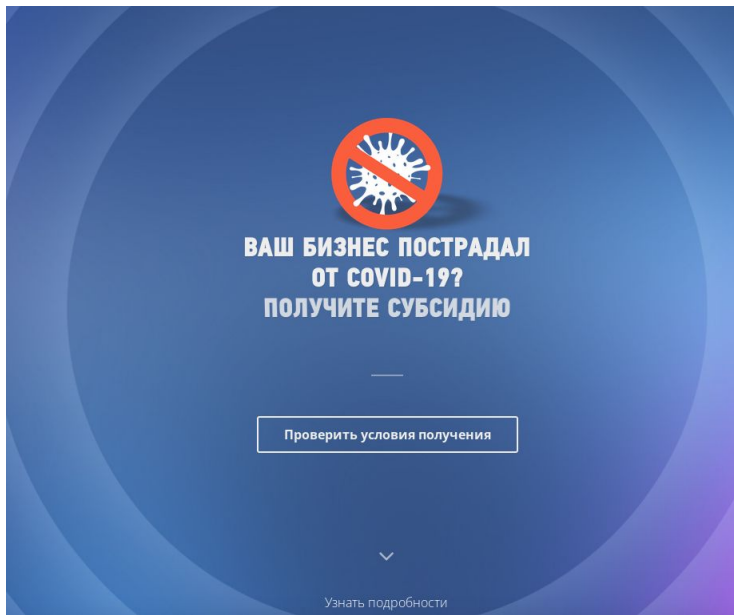 ВАШ БИЗНЕС ПОСТРАДАЛ
ОТ COVID-19?
ПОЛУЧИТЕ СУБСИДИЮ
Проверить условия получения
Узнать подробности